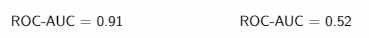 ROC-AUC = 0.91 ROC-AUC = 0.52